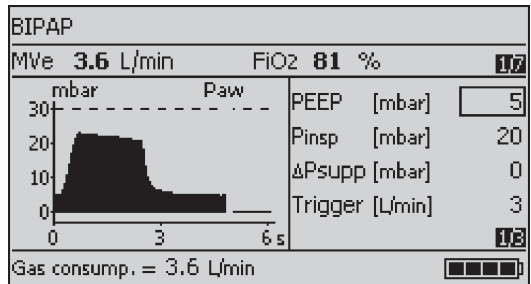 BIPAP
MVe 3.6 L/min FiO2 81 % 1/7
mbar Paw
30
20
10
0
0 3 6 s
PEEP [mbar] 5
Pinsp [mbar] 20
ΔPsupp [mbar] 0
Trigger [L/min] 3
1/3
Gas consump. = 3.6 L/min